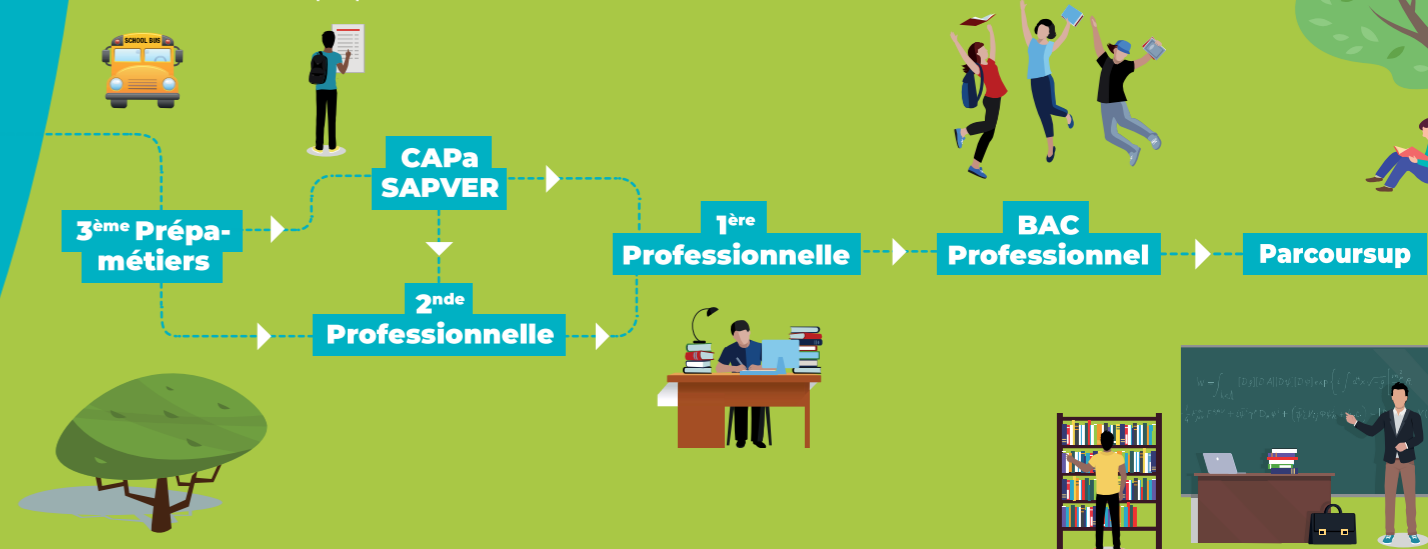 SCHOOL BUS
CAPa
SAPVER
3ème Prépa-
métiers
2nde
Professionnelle
1ère
Professionnelle
BAC
Professionnel
Parcoursup